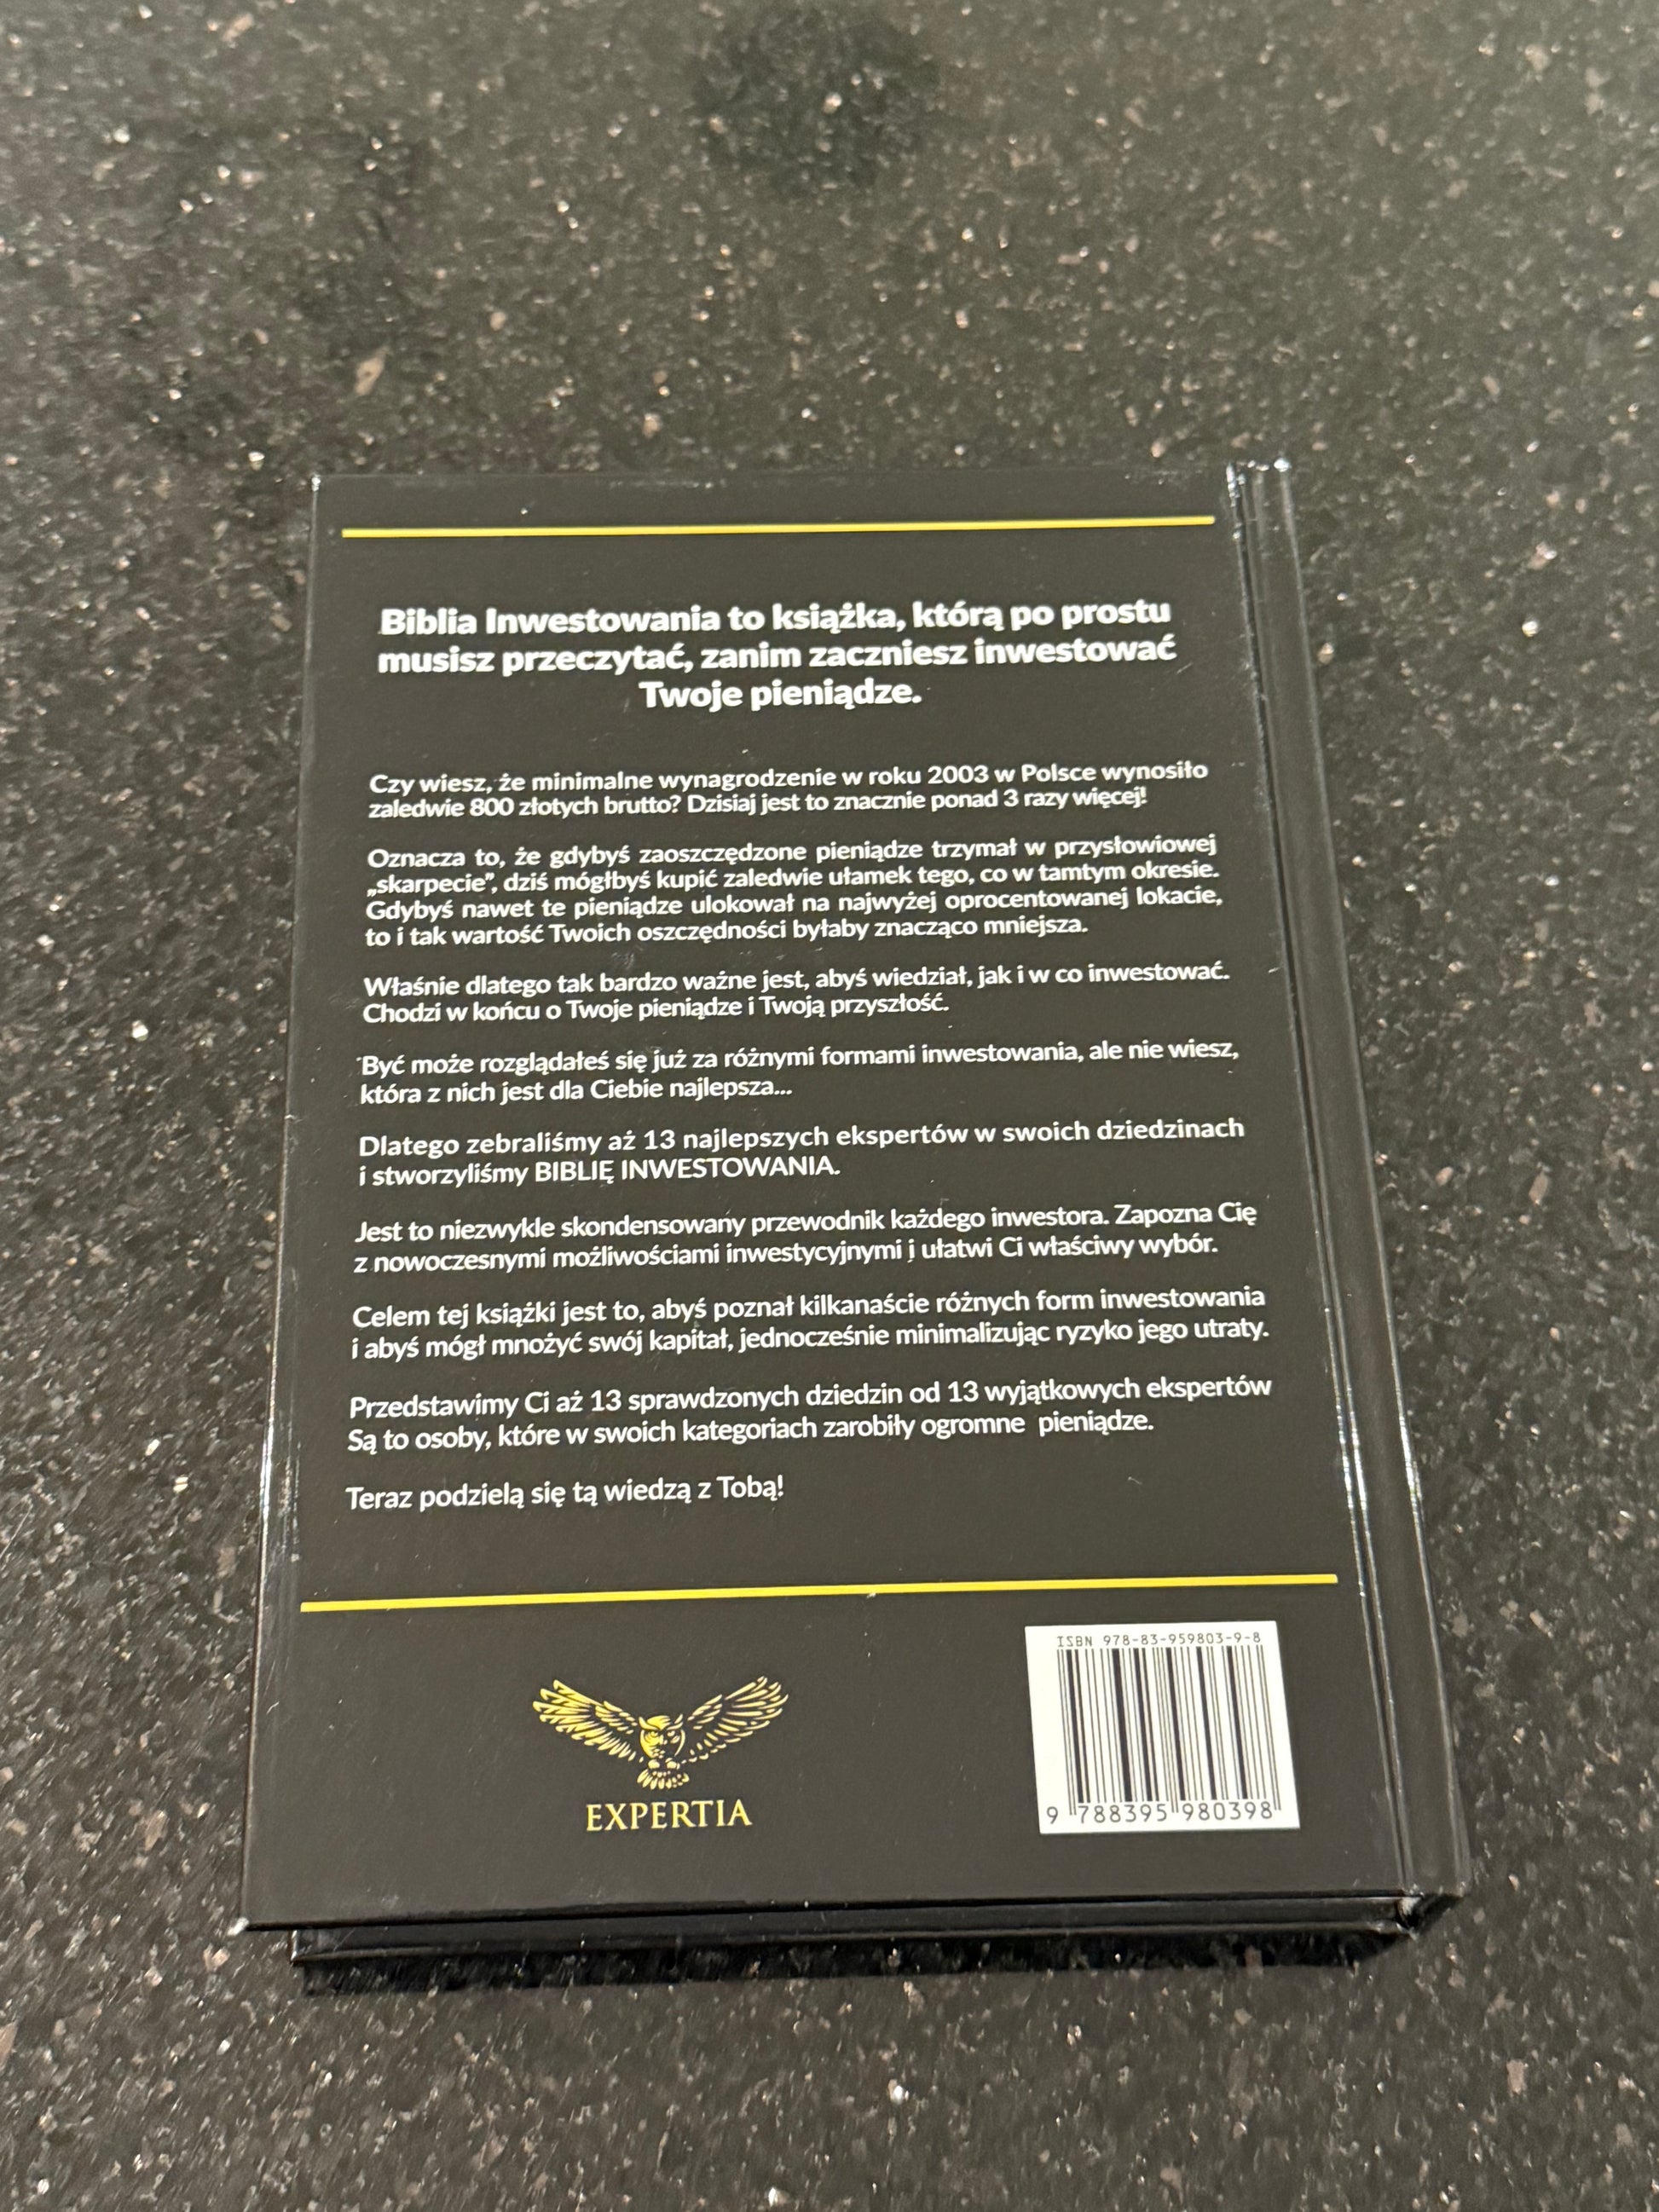 Biblia Inwestowania to książka, którą po prostu
musisz przeczytać, zanim zaczniesz inwestować
Twoje pieniądze.
Czy wiesz, że minimalne wynagrodzenie w roku 2003 w Polsce wynosiło
zaledwie 800 złotych brutto? Dzisiaj jest to znacznie ponad 3 razy więcej!
Oznacza to, że gdybyś zaoszczędzone pieniądze trzymał w przysłowiowej
„skarpecie”, dziś mógłbyś kupić zaledwie ułamek tego, co w tamtym okresie.
Gdybyś nawet te pieniądze ulokował na najwyżej oprocentowanej lokacie,
to i tak wartość Twoich oszczędności byłaby znacząco mniejsza.
Właśnie dlatego tak bardzo ważne jest, abyś wiedział, jak i w co inwestować.
Chodzi w końcu o Twoje pieniądze i Twoją przyszłość.
Być może rozglądałeś się już za różnymi formami inwestowania, ale nie wiesz,
która z nich jest dla Ciebie najlepsza...
Dlatego zebraliśmy aż 13 najlepszych ekspertów w swoich dziedzinach
i stworzyliśmy BIBLIĘ INWESTOWANIA.
Jest to niezwykle skondensowany przewodnik każdego inwestora. Zapozna Cię
z nowoczesnymi możliwościami inwestycyjnymi i ułatwi Ci właściwy wybór.
Celem tej książki jest to, abyś poznał kilkanaście różnych form inwestowania
i abyś mógł mnożyć swój kapitał, jednocześnie minimalizując ryzyko jego utraty.
Przedstawimy Ci aż 13 sprawdzonych dziedzin od 13 wyjątkowych ekspertów
Są to osoby, które w swoich kategoriach zarobiły ogromne pieniądze.
Teraz podzielą się tą wiedzą z Tobą!
EXPERTIA
ISBN 978-83-959803-9-8
9 788395 980398